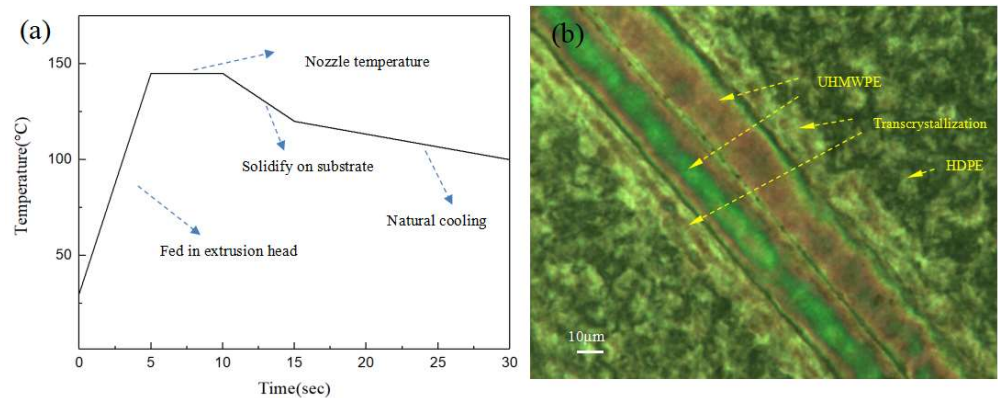 (a)
150
100
50
0
5
10
15
20
25
30
Temperature(°C)
Time(sec)
Nozzle temperature
Solidify on substrate
Natural cooling
Fed in extrusion head
(b)
UHMWPE
Transcrystallization
HDPE
10μm